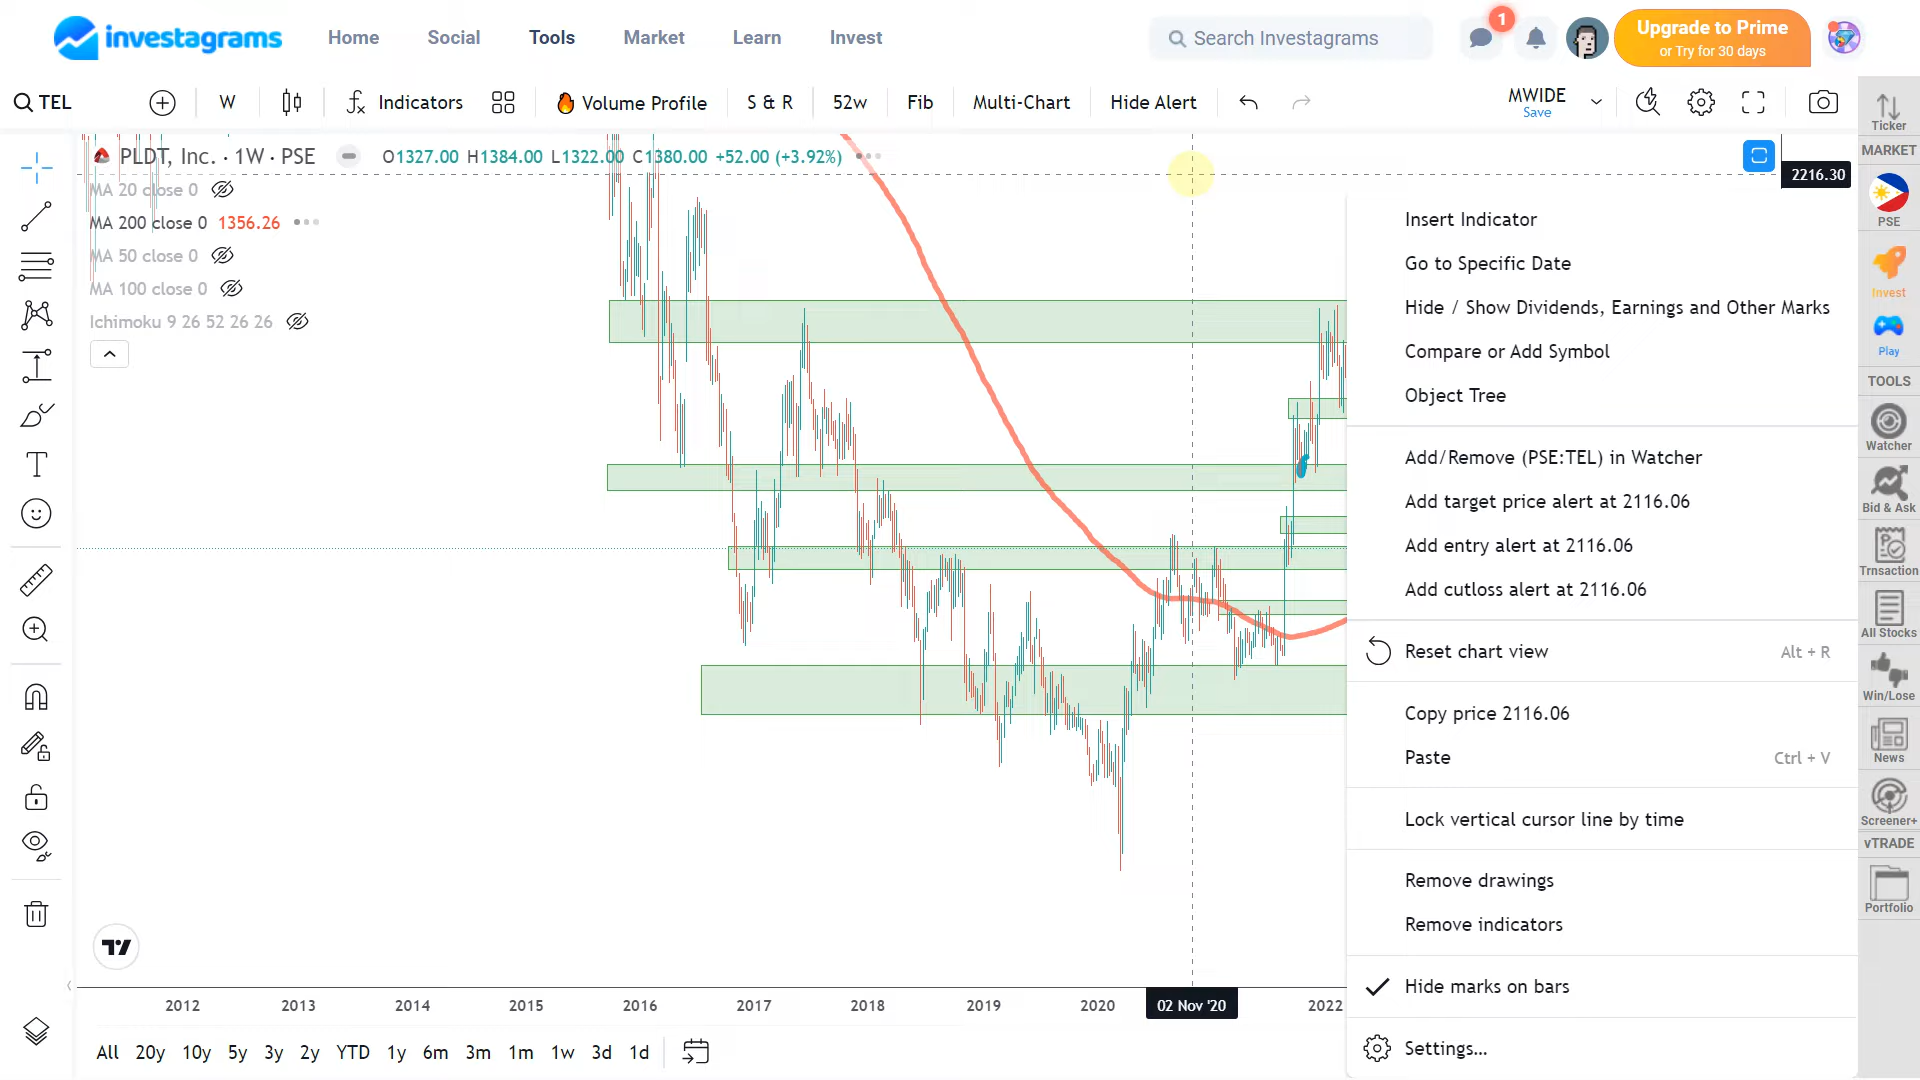 investagrams Home Social Tools Market Learn Invest Search Investagrams 1 Upgrade to Prime
or Try for 30 days
TEL W Indicators Volume Profile S & R 52w Fib Multi-Chart Hide Alert MWIDE
Save
PLDT, Inc. · 1W · PSE O1327.00 H1384.00 L1322.00 C1380.00 +52.00 (+3.92%)
2216.30
MA 20 close 0
MA 200 close 0 1356.26
MA 50 close 0
MA 100 close 0
Ichimoku 9 26 52 26 26
Insert Indicator
Go to Specific Date
Hide / Show Dividends, Earnings and Other Marks
Compare or Add Symbol
Object Tree
Add/Remove (PSE:TEL) in Watcher
Add target price alert at 2116.06
Add entry alert at 2116.06
Add cutloss alert at 2116.06
Reset chart view Alt + R
Copy price 2116.06
Paste Ctrl + V
Lock vertical cursor line by time
Remove drawings
Remove indicators
Hide marks on bars
Settings...
Ticker
MARKET
PSE
Invest
Play
TOOLS
Watcher
Bid & Ask
Trnsaction
All Stocks
Win/Lose
News
Screener+
vTRADE
Portfolio
2012 2013 2014 2015 2016 2017 2018 2019 2020 02 Nov '20 2022
All 20y 10y 5y 3y 2y YTD 1y 6m 3m 1m 1w 3d 1d